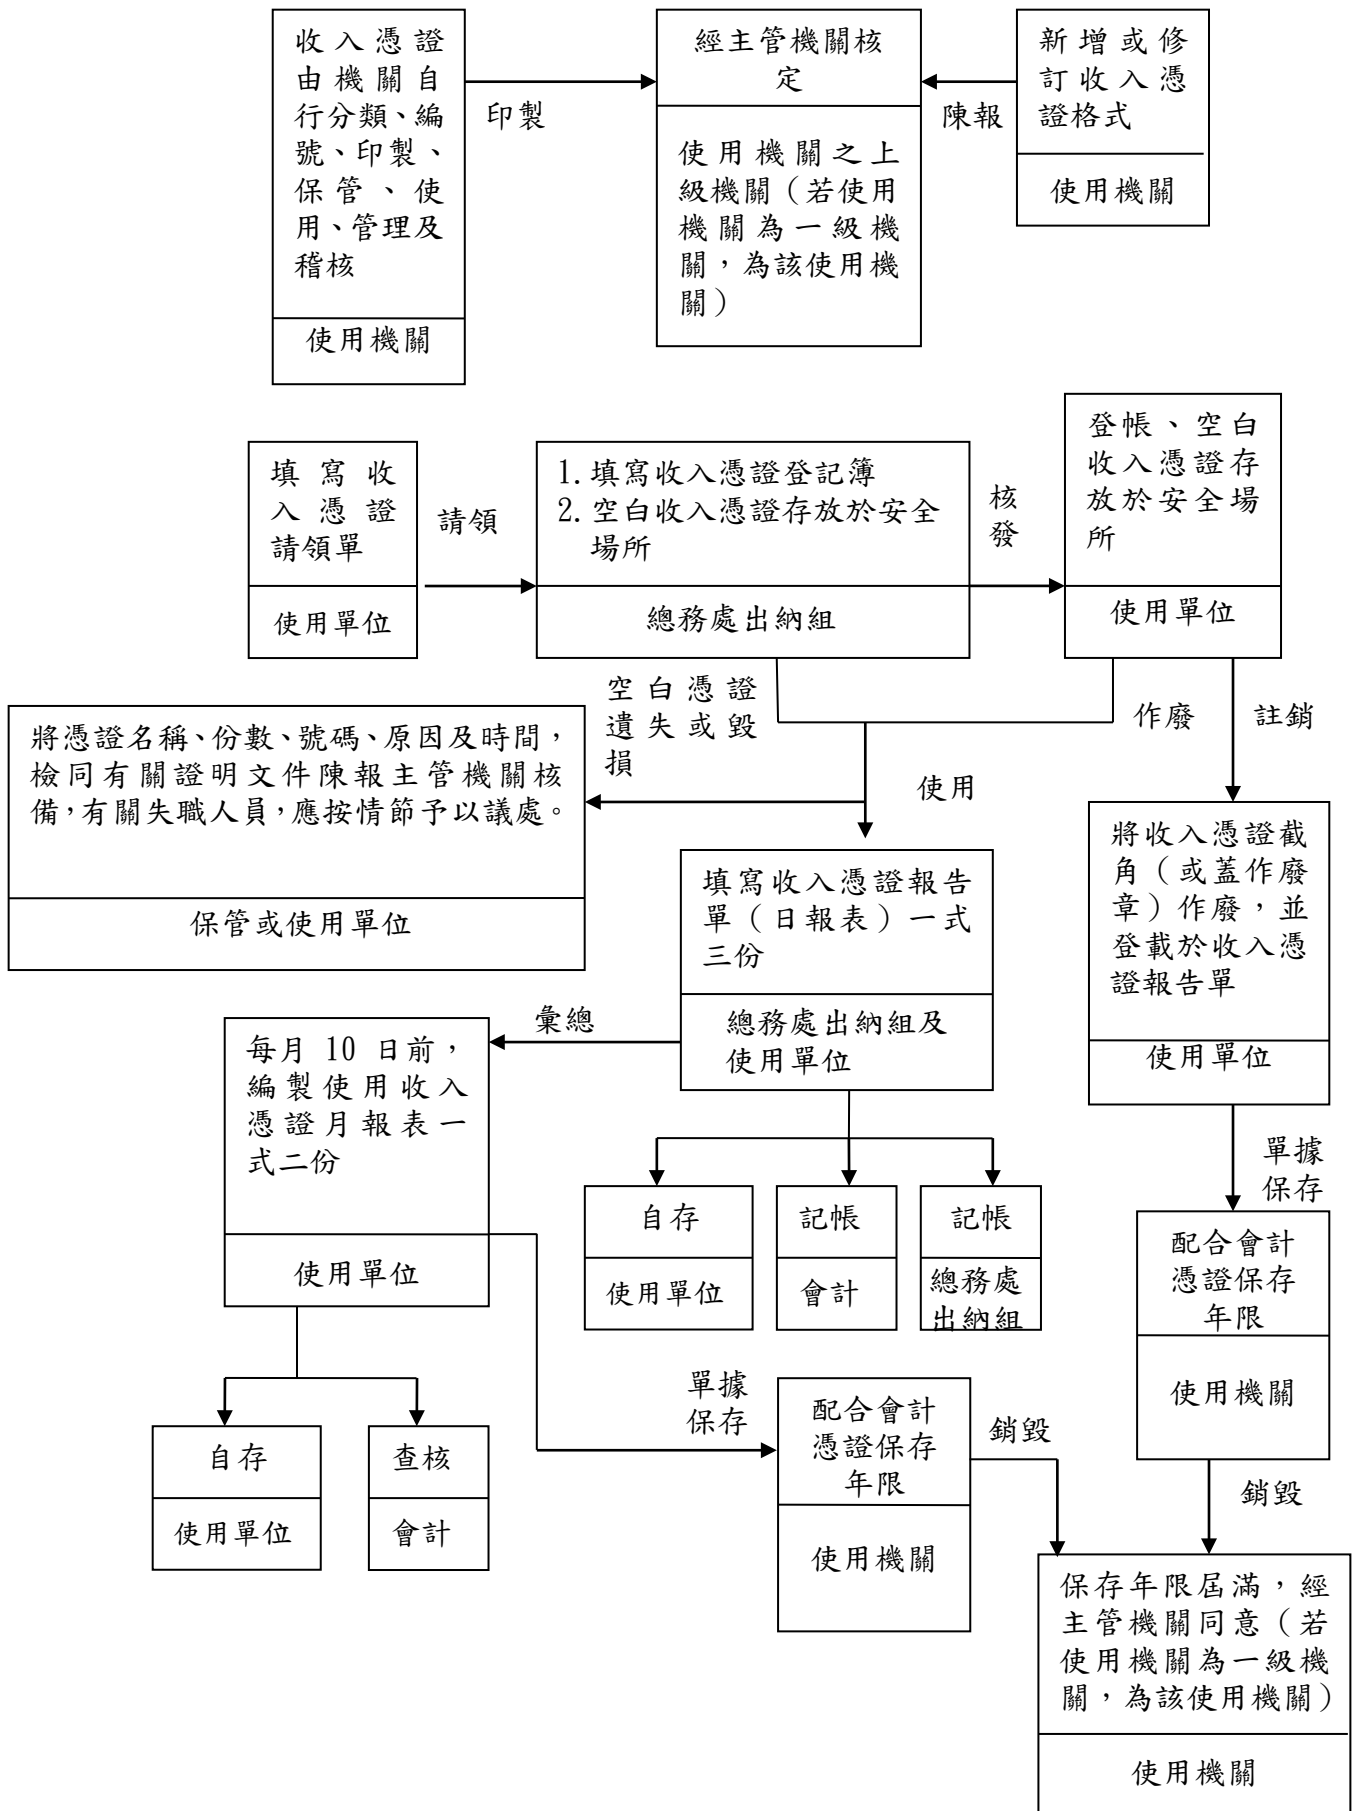 收入憑證
由機關自
行分類、編
號、印製、
保管、使
用、管理及
稽核
使用機關
印製
經主管機關核
定
使用機關之上
級機關（若使用
機關為一級機
關，為該使用機
關）
陳報
新增或修
訂收入憑
證格式
使用機關
填寫收
入憑證
請領單
使用單位
請領
1.填寫收入憑證登記簿
2.空白收入憑證存放於安全
場所
總務處出納組
核
發
登帳、空白
收入憑證存
放於安全場
所
使用單位
空白憑證
遺失或毀
損
使用
作廢
註銷
將憑證名稱、份數、號碼、原因及時間，
檢同有關證明文件陳報主管機關核
備，有關失職人員，應按情節予以議處。
保管或使用單位
填寫收入憑證報告
單（日報表）一式
三份
總務處出納組及
使用單位
將收入憑證截
角（或蓋作廢
章）作廢，並
登載於收入憑
證報告單
使用單位
彙總
每月 10 日前，
編製使用收入
憑證月報表一
式二份
使用單位
自存
使用單位
記帳
會計
記帳
總務處
出納組
單據
保存
配合會計
憑證保存
年限
使用機關
自存
使用單位
查核
會計
單據
保存
配合會計
憑證保存
年限
使用機關
銷毀
銷毀
保存年限屆滿，經
主管機關同意（若
使用機關為一級機
關，為該使用機關）
使用機關